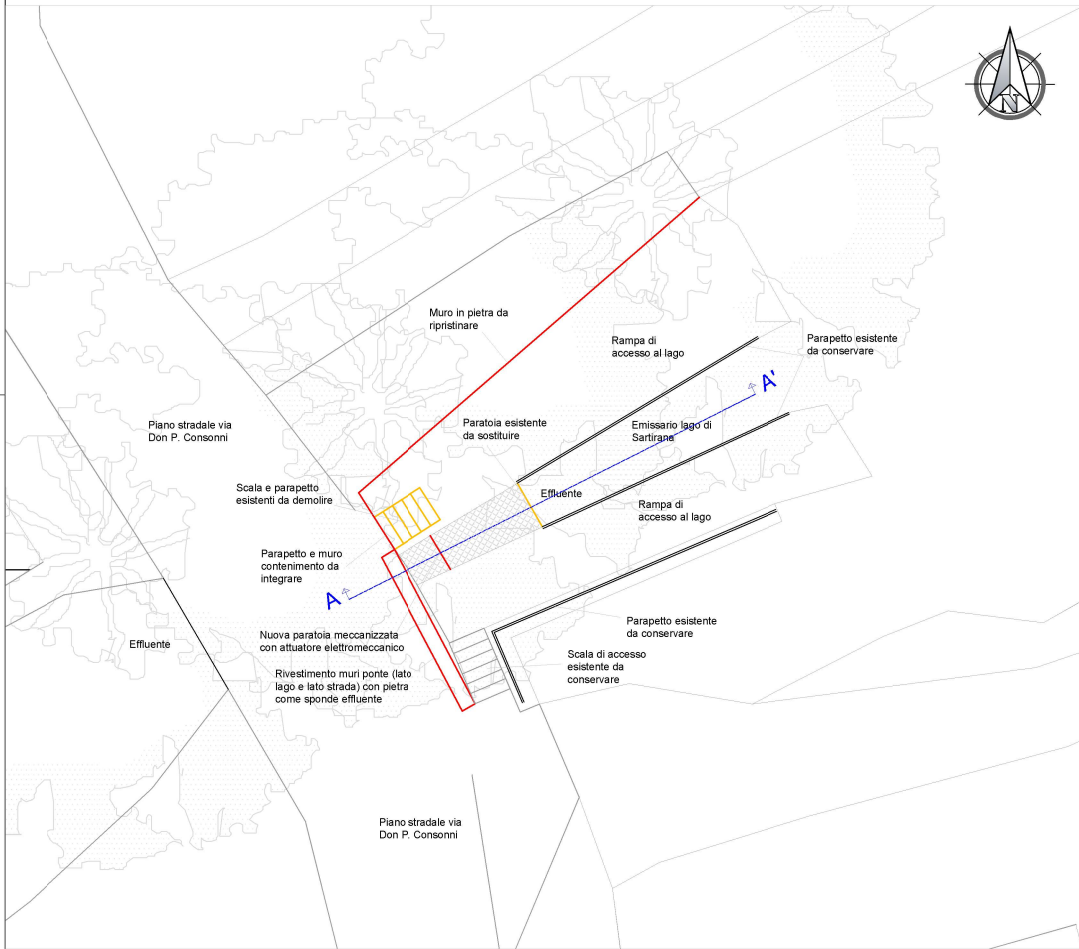 N
Muro in pietra da
ripristinare
Rampa di
accesso al lago
Parapetto esistente
da conservare
A'
Piano stradale via
Don P. Consonni
Paratoia esistente
da sostituire
Emissario lago di
Sartirana
Scala e parapetto
esistenti da demolire
Effluente
Rampa di
accesso al lago
Parapetto e muro
contenimento da
integrare
A
Parapetto esistente
da conservare
Effluente
Nuova paratoia meccanizzata
con attuatore elettromeccanico
Scala di accesso
esistente da
conservare
Rivestimento muri ponte (lato
lago e lato strada) con pietra
come sponde effluente
Piano stradale via
Don P. Consonni